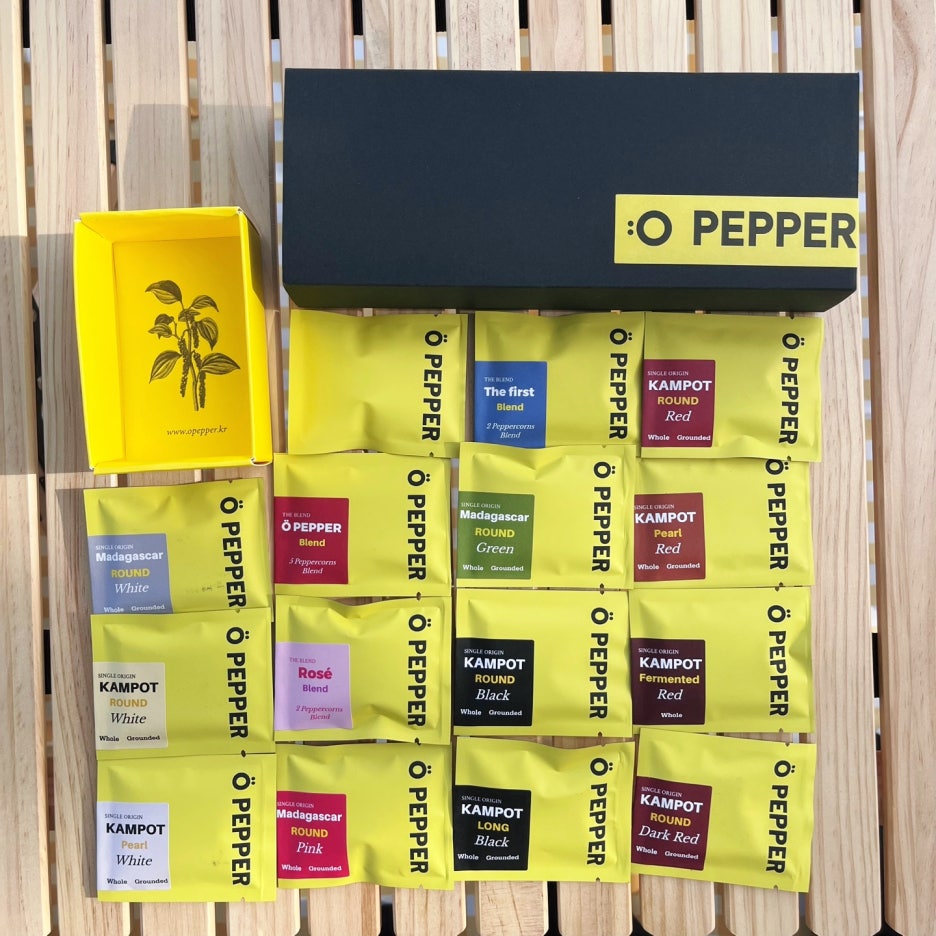 :O PEPPER
www.opepper.kr
Ö PEPPER
THE BLEND
The first
Blend
2 Peppercorns
Blend
Ö PEPPER
SINGLE ORIGIN
KAMPOT
ROUND
Red
Whole Grounded
Ö PEPPER
SINGLE ORIGIN
Madagascar
ROUND
White
Whole Grounded
Ö PEPPER
THE BLEND
Ö PEPPER
Blend
Blend
Ö PEPPER
SINGLE ORIGIN
Madagascar
ROUND
Green
Whole Grounded
Ö PEPPER
SINGLE ORIGIN
KAMPOT
Pearl
Red
Whole Grounded
Ö PEPPER
SINGLE ORIGIN
KAMPOT
ROUND
White
Whole Grounded
Ö PEPPER
THE BLEND
Rosé
Blend
2 Peppercorns
Blend
Ö PEPPER
SINGLE ORIGIN
KAMPOT
ROUND
Black
Whole Grounded
Ö PEPPER
SINGLE ORIGIN
KAMPOT
Fermented
Red
Whole
Ö PEPPER
SINGLE ORIGIN
KAMPOT
Pearl
White
Whole Grounded
Ö PEPPER
SINGLE ORIGIN
Madagascar
ROUND
Pink
Whole Grounded
Ö PEPPER
SINGLE ORIGIN
KAMPOT
LONG
Black
Whole Grounded
Ö PEPPER
SINGLE ORIGIN
KAMPOT
ROUND
Dark Red
Whole Grounded
Ö PEPPER